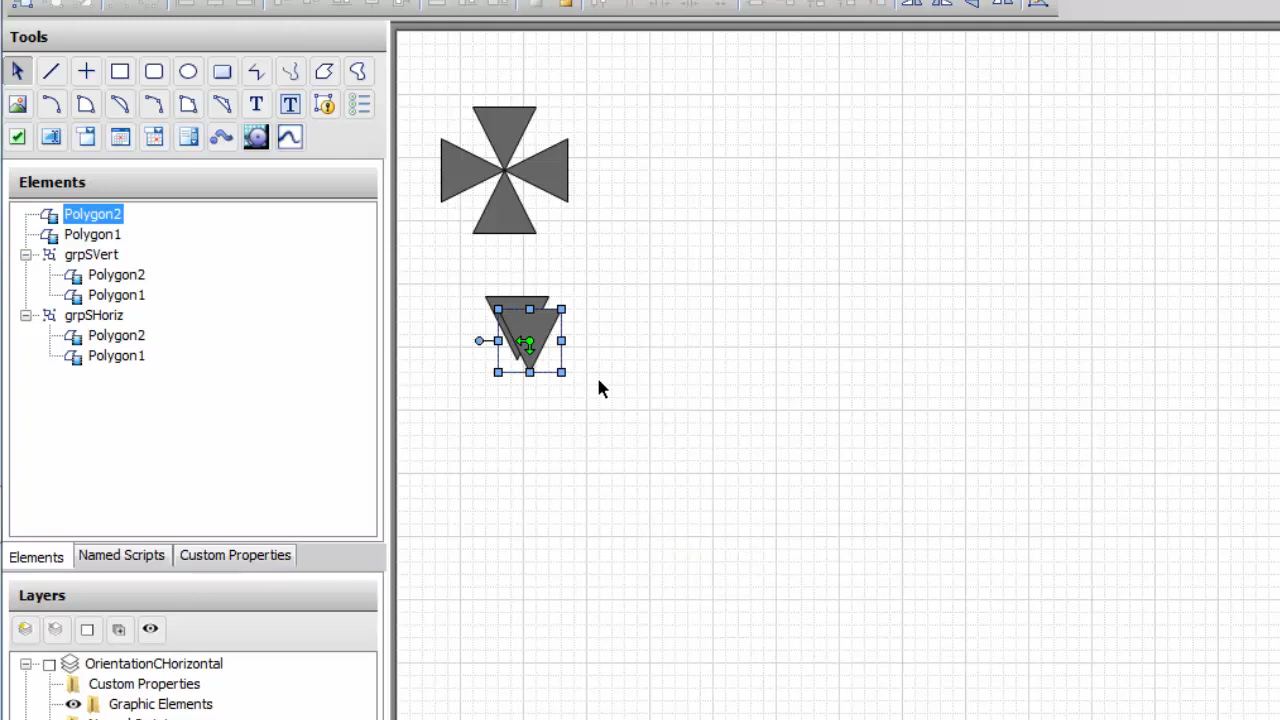 Tools
T
T
Elements
Polygon2
Polygon1
grpSVert
Polygon2
Polygon1
grpSHoriz
Polygon2
Polygon1
Elements
Named Scripts
Custom Properties
Layers
OrientationCHorizontal
Custom Properties
Graphic Elements